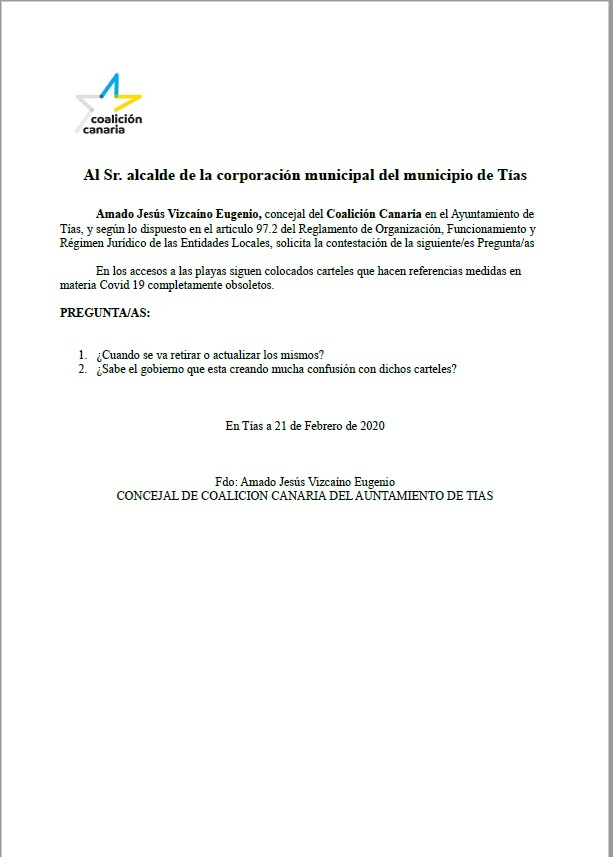 coalición
canaria
Al Sr. alcalde de la corporación municipal del municipio de Tías
Amado Jesús Vizcaíno Eugenio, concejal del Coalición Canaria en el Ayuntamiento de
Tías, y según lo dispuesto en el articulo 97.2 del Reglamento de Organización, Funcionamiento y
Régimen Jurídico de las Entidades Locales, solicita la contestación de la siguiente/es Pregunta/as
En los accesos a las playas siguen colocados carteles que hacen referencias medidas en
materia Covid 19 completamente obsoletos.
PREGUNTA/AS:
1. ¿Cuando se va retirar o actualizar los mismos?
2. ¿Sabe el gobierno que esta creando mucha confusión con dichos carteles?
En Tías a 21 de Febrero de 2020
Fdo: Amado Jesús Vizcaíno Eugenio
CONCEJAL DE COALICION CANARIA DEL AUNTAMIENTO DE TIAS